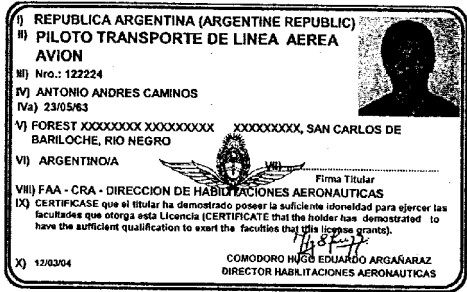 I) REPUBLICA ARGENTINA (ARGENTINE REPUBLIC)
II) PILOTO TRANSPORTE DE LINEA AEREA
AVION
III) Nro.: 122224
IV) ANTONIO ANDRES CAMINOS
IVa) 23/05/63
V) FOREST XXXXXXXX XXXXXXXXX XXXXXXXXX, SAN CARLOS DE
BARILOCHE, RIO NEGRO
VI) ARGENTINO/A
VII)
Firma Titular
VIII) FAA - CRA - DIRECCION DE HABILITACIONES AERONAUTICAS
IX) CERTIFICASE que el titular ha demostrado poseer la suficiente idoneidad para ejercer las
facultades que otorga esta Licencia (CERTIFICATE that the holder has demostrated to
have the aufficient qualification to exert the faculties that this license grants).
X) 12/03/04
COMODORO HUGO EDUARDO ARGAÑARAZ
DIRECTOR HABILITACIONES AERONAUTICAS